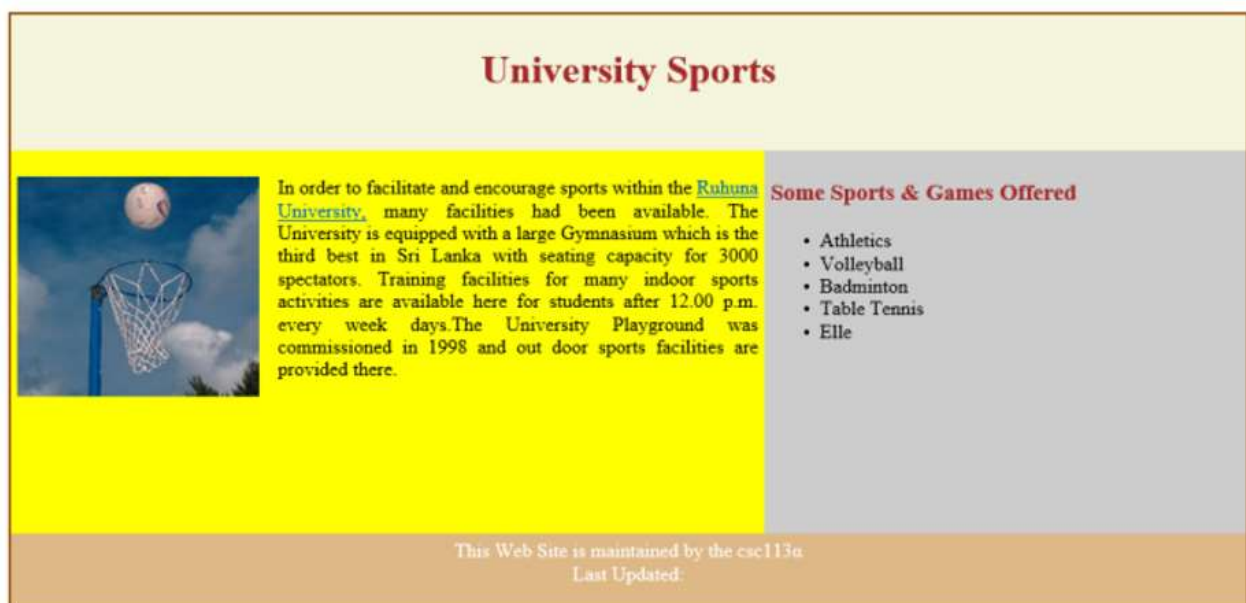 University Sports
In order to facilitate and encourage sports within the Ruhuna
University, many facilities had been available. The
University is equipped with a large Gymnasium which is the
third best in Sri Lanka with seating capacity for 3000
spectators. Training facilities for many indoor sports
activities are available here for students after 12.00 p.m.
every week days.The University Playground was
commissioned in 1998 and out door sports facilities are
provided there.
Some Sports & Games Offered
• Athletics
• Volleyball
• Badminton
• Table Tennis
• Elle
This Web Site is maintained by the csc113α
Last Updated: